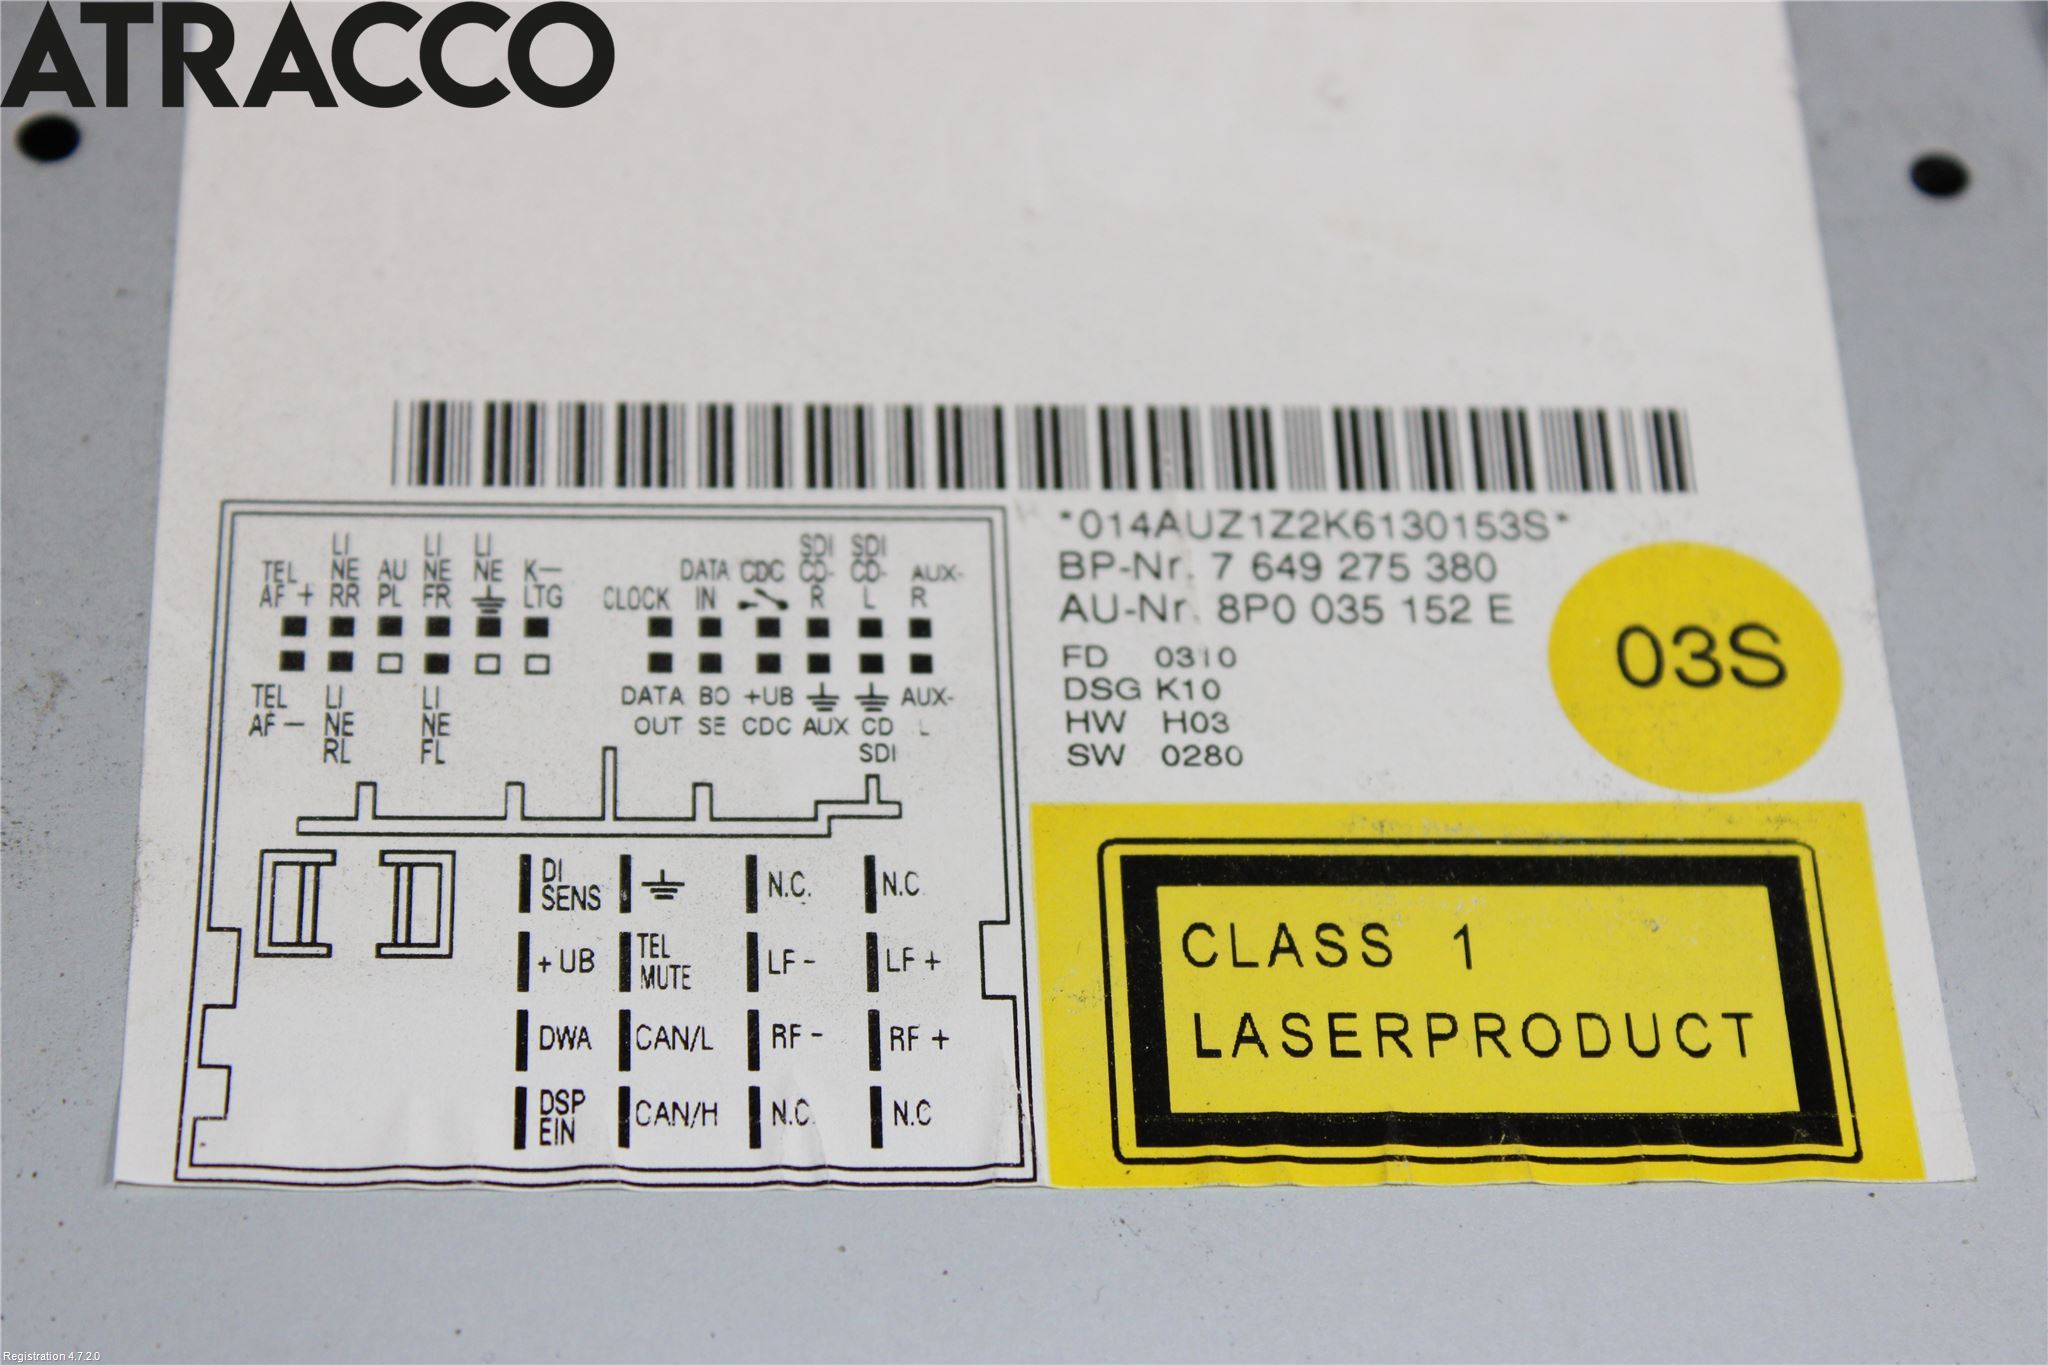 ATRACCO
*014AUZ1Z2K6130153S*
BP-Nr. 7 649 275 380
AU-Nr. 8P0 035 152 E
FD 0310
DSG K10
HW H03
SW 0280
03S
LI LI LI SDI SDI
TEL NE AU NE NE K- DATA CDC CD- CD- AUX-
AF + RR PL FR LTG CLOCK IN R L R
TEL LI LI DATA BO +UB AUX-
AF - NE NE OUT SE CDC AUX CD L
RL FL SDI
DI SENS N.C. N.C
+UB TEL MUTE LF - LF +
DWA CAN/L RF - RF +
DSP EIN CAN/H N.C. N.C
CLASS 1
LASERPRODUCT
Registration 4.7.2.0